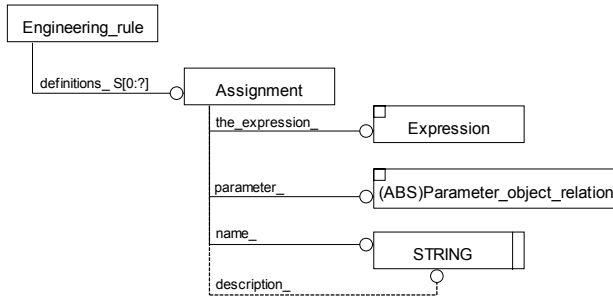 Engineering_rule
definitions_ S[0:?]
Assignment
the_expression_
Expression
parameter_
(ABS)Parameter_object_relation
name_
STRING
description_